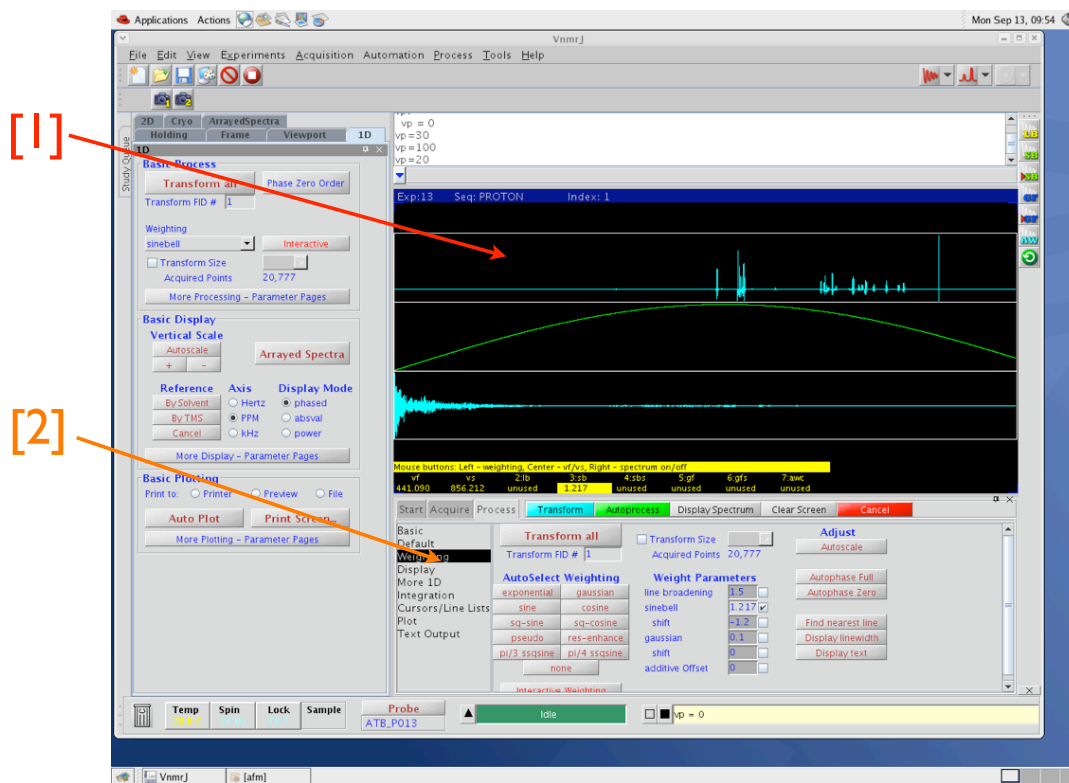 Applications Actions
Mon Sep 13, 09:54
VnmrJ
File Edit View Experiments Acquisition Automation Process Tools Help
[1]
[2]
Study Queue
2D Cryo ArrayedSpectra
Holding Frame Viewport 1D
1D
Basic Process
Transform all Phase Zero Order
Transform FID # 1
Weighting
sinebell Interactive
Transform Size
Acquired Points 20,777
More Processing - Parameter Pages
Basic Display
Vertical Scale
Autoscale
+ -
Arrayed Spectra
Reference Axis Display Mode
By Solvent Hertz phased
By TMS PPM absval
Cancel kHz power
More Display - Parameter Pages
Basic Plotting
Print to: Printer Preview File
Auto Plot Print Screen...
More Plotting - Parameter Pages
vp = 0
vp=30
vp=100
vp=20
Exp:13 Seq: PROTON Index: 1
LB
SB
SB
GF
GF
AW
Mouse buttons: Left - weighting, Center - vf/vs, Right - spectrum on/off
vf vs 2:lb 3:sb 4:sbs 5:gf 6:gfs 7:awc
441.090 856.212 unused 1.217 unused unused unused unused
Start Acquire Process Transform Autoprocess Display Spectrum Clear Screen Cancel
Basic
Default
Weighting
Display
More 1D
Integration
Cursors/Line Lists
Plot
Text Output
Transform all
Transform FID # 1
Transform Size
Acquired Points 20,777
AutoSelect Weighting
exponential gaussian
sine cosine
sq-sine sq-cosine
pseudo res-enhance
pi/3 ssqsine pi/4 ssqsine
none
Interactive Weighting
Weight Parameters
line broadening 1.5
sinebell 1.217
shift -1.2
gaussian 0.1
shift 0
additive Offset 0
Adjust
Autoscale
Autophase Full
Autophase Zero
Find nearest line
Display linewidth
Display text
Temp Spin Lock Sample
Probe
ATB_P013
Idle
vp = 0
VnmrJ [afm]